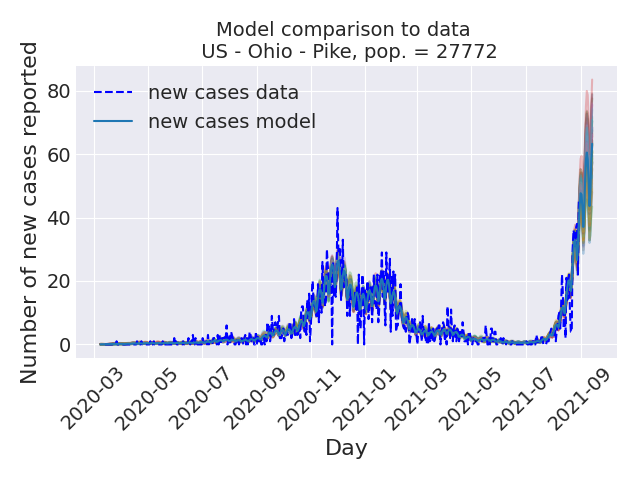 Model comparison to data
US - Ohio - Pike, pop. = 27772
new cases data
new cases model
Number of new cases reported
80
60
40
20
0
2020-03
2020-05
2020-07
2020-09
2020-11
2021-01
2021-03
2021-05
2021-07
2021-09
Day